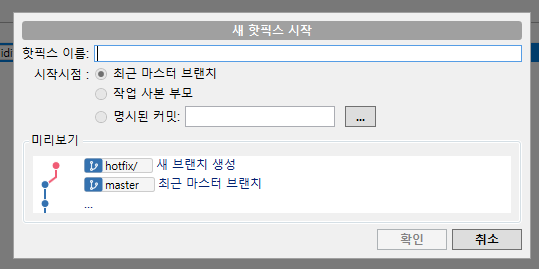 새 핫픽스 시작
idi
핫픽스 이름:
시작시점 : 최근 마스터 브랜치
작업 사본 부모
명시된 커밋: ...
미리보기
hotfix/ 새 브랜치 생성
master 최근 마스터 브랜치
...
확인 취소